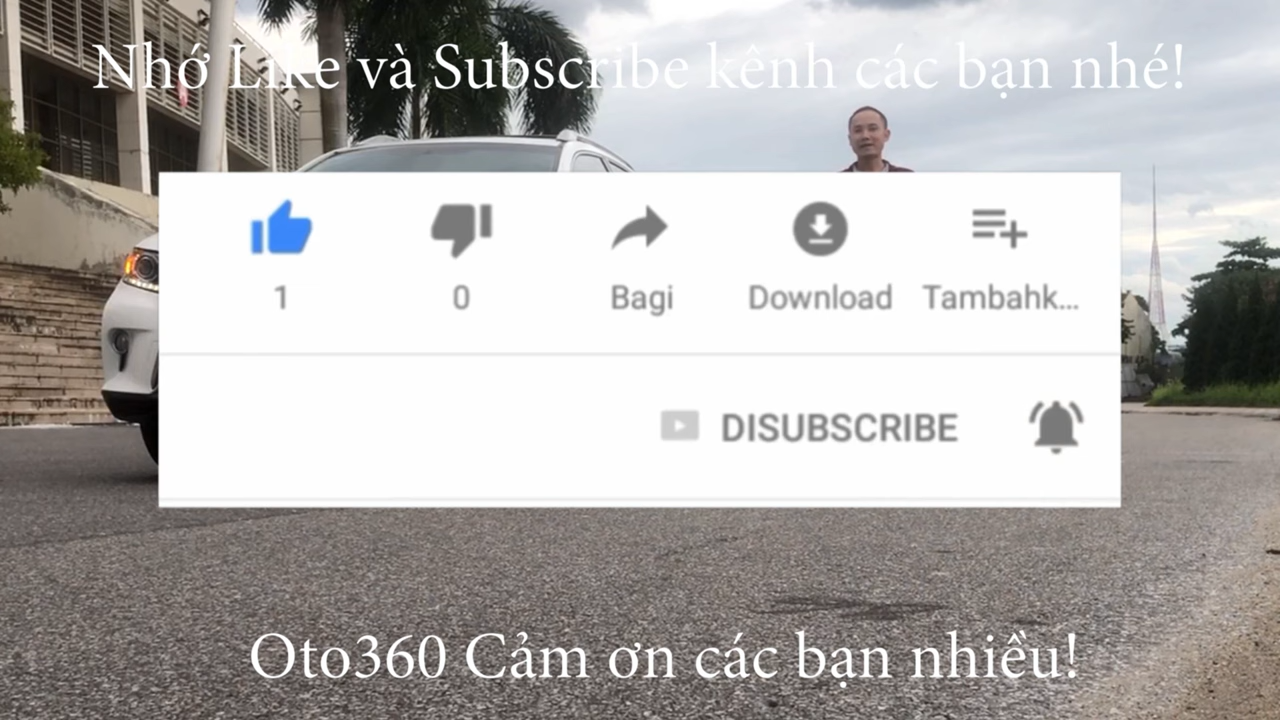 Nhớ Like và Subscribe kênh các bạn nhé!
1 0 Bagi Download Tambahk...
DISUBSCRIBE
Oto360 Cảm ơn các bạn nhiều!